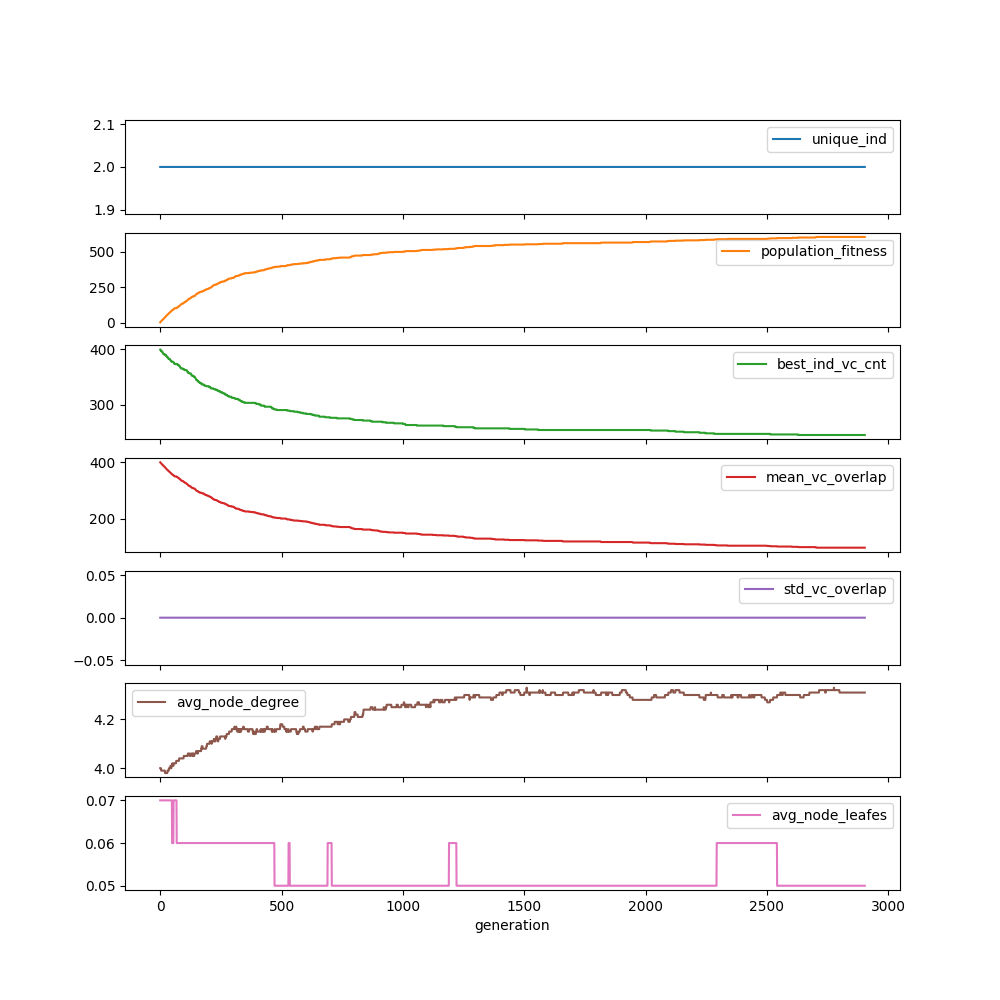 2.1
unique_ind
2.0
1.9
500
population_fitness
250
0
400
best_ind_vc_cnt
300
400
mean_vc_overlap
200
0.05
std_vc_overlap
0.00
−0.05
avg_node_degree
4.2
4.0
0.07
avg_node_leafes
0.06
0.05
0 500 1000 1500 2000 2500 3000
generation